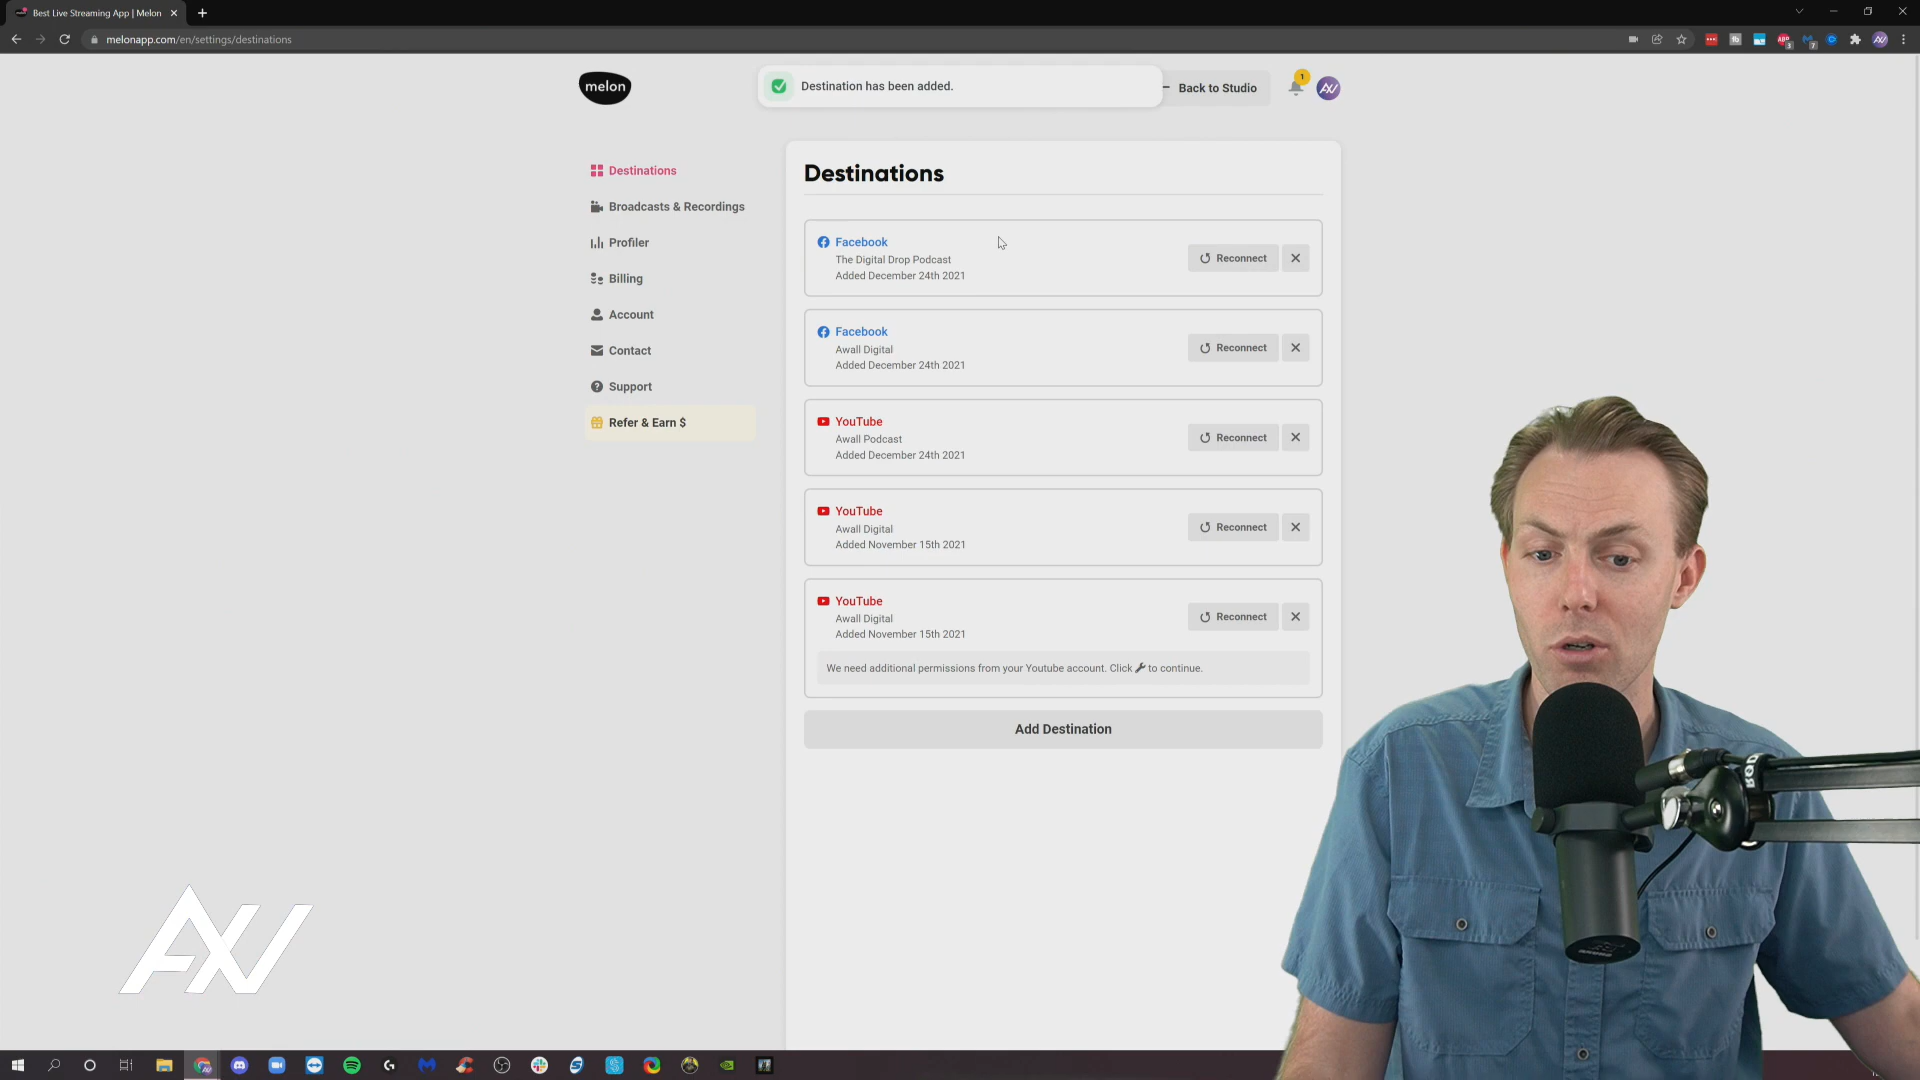 Best Live Streaming App | Melon
melonapp.com/en/settings/destinations
melon
Destination has been added.
Back to Studio
1
Destinations
Broadcasts & Recordings
Profiler
Billing
Account
Contact
Support
Refer & Earn $
Destinations
Facebook
The Digital Drop Podcast
Added December 24th 2021
Reconnect
Facebook
Awall Digital
Added December 24th 2021
Reconnect
YouTube
Awall Podcast
Added December 24th 2021
Reconnect
YouTube
Awall Digital
Added November 15th 2021
Reconnect
YouTube
Awall Digital
Added November 15th 2021
Reconnect
We need additional permissions from your Youtube account. Click to continue.
Add Destination
RØD